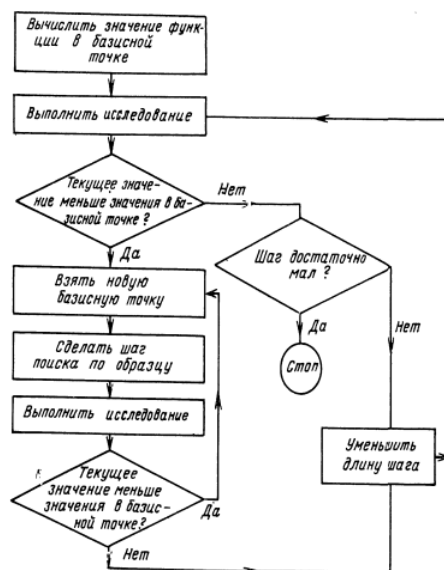 Вычислить значение функ-
ции в базисной
точке
Выполнить исследование
Текущее значе-
ние меньше значения в ба-
зисной точке?
Нет
Да
Шаг достаточно
мал?
Да
Нет
Стоп
Взять новую
базисную точку
Сделать шаг
поиска по образцу
Выполнить исследование
Уменьшить
длину шага
Текущее
значение меньше
значения в базис-
ной точке?
Да
Нет